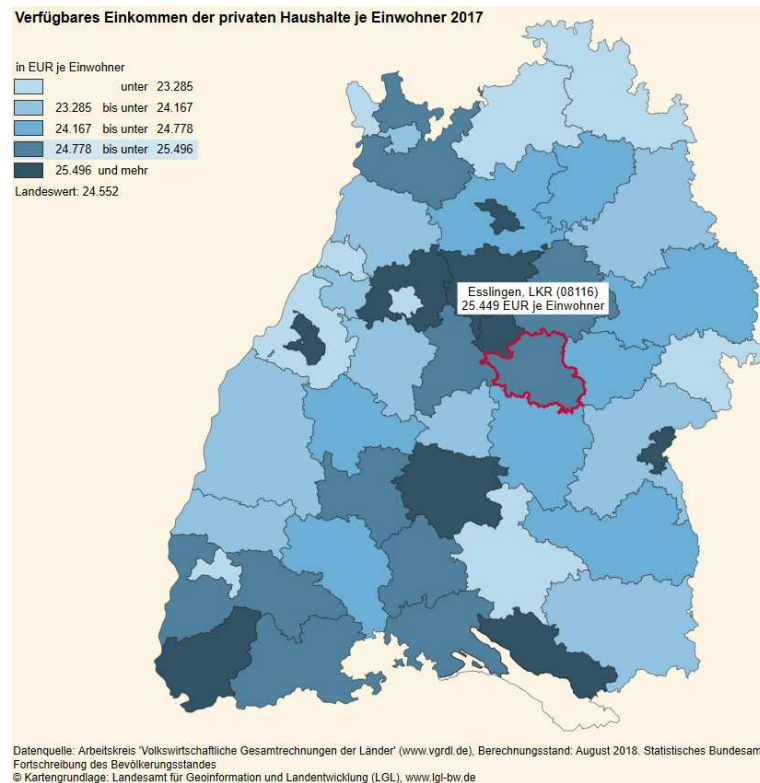 Verfügbares Einkommen der privaten Haushalte je Einwohner 2017
in EUR je Einwohner
unter 23.285
23.285 bis unter 24.167
24.167 bis unter 24.778
24.778 bis unter 25.496
25.496 und mehr
Landeswert: 24.552
Esslingen, LKR (08116)
25.449 EUR je Einwohner
Datenquelle: Arbeitskreis 'Volkswirtschaftliche Gesamtrechnungen der Länder' (www.vgrdl.de), Berechnungsstand: August 2018. Statistisches Bundesam
Fortschreibung des Bevölkerungsstandes
© Kartengrundlage: Landesamt für Geoinformation und Landentwicklung (LGL), www.lgl-bw.de